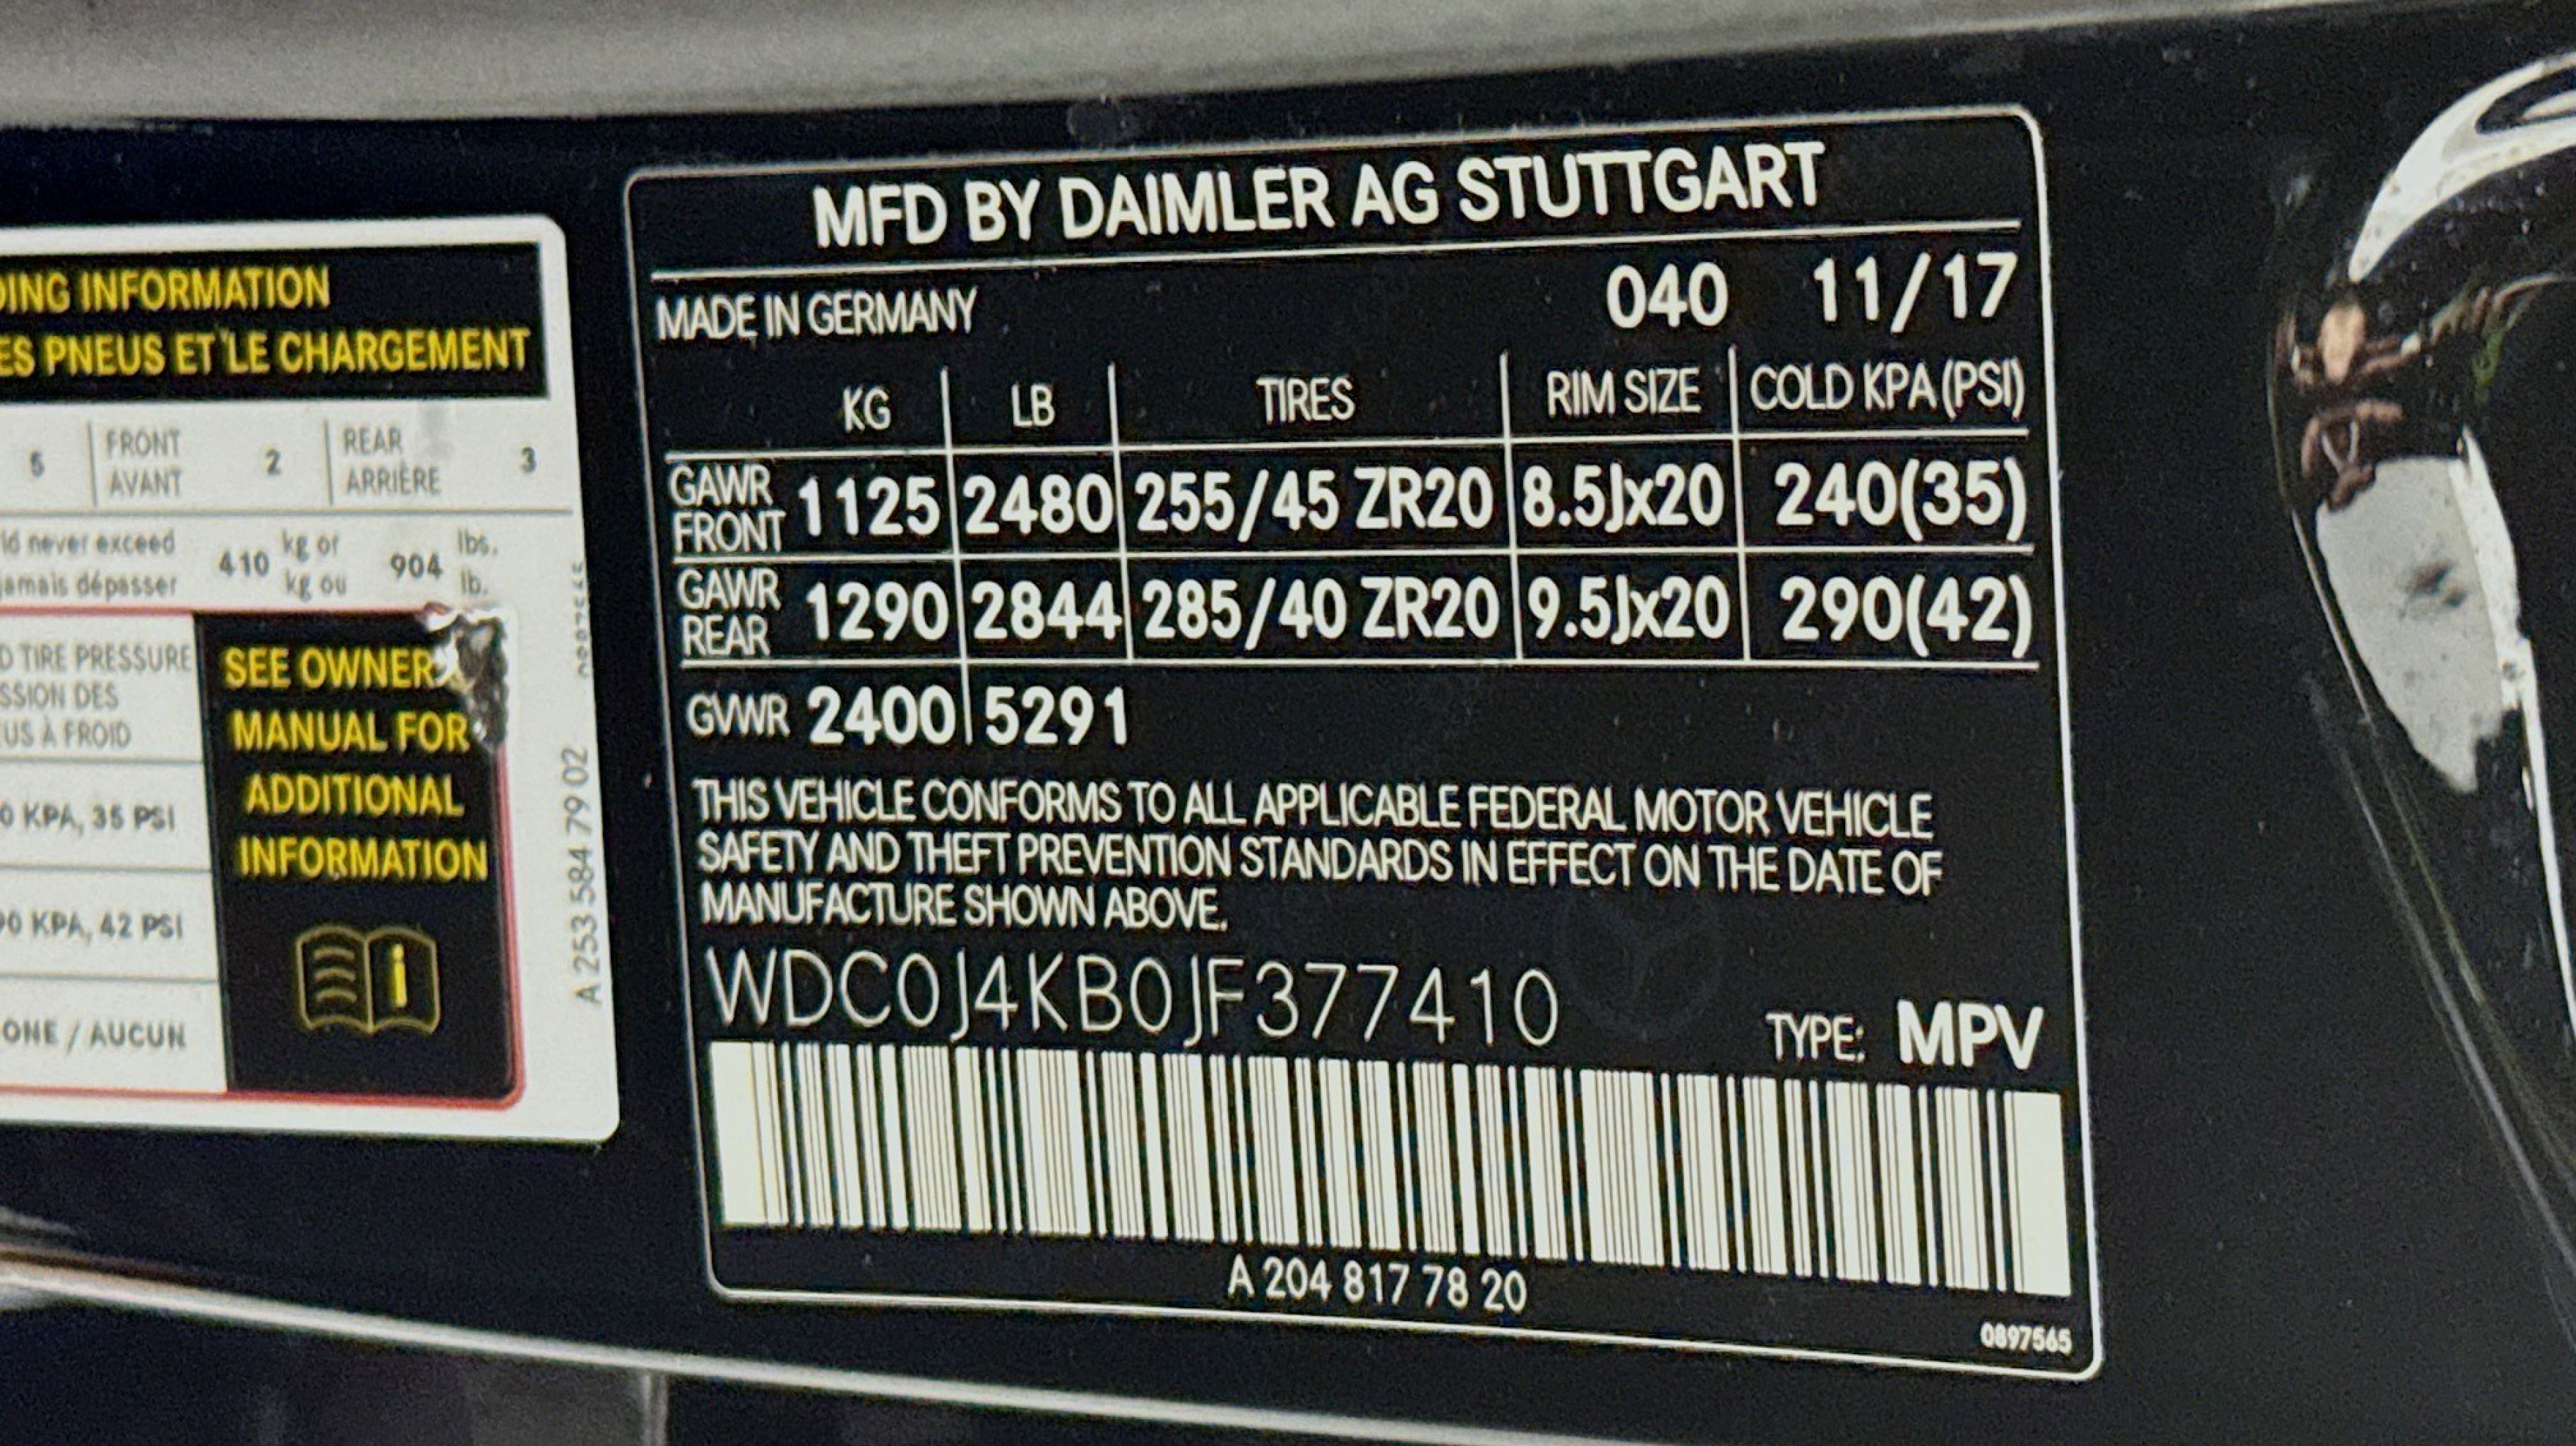 DING INFORMATION
ES PNEUS ET LE CHARGEMENT
5 FRONT 2 REAR 3
AVANT ARRIÈRE
never exceed 410 kg or 904 lbs.
jamais dépasser kg ou lb.
TIRE PRESSURE
SSION DES
US À FROID
0 KPA, 35 PSI
90 KPA, 42 PSI
ONE / AUCUN
SEE OWNER
MANUAL FOR
ADDITIONAL
INFORMATION
i
A 253 584 79 02
MFD BY DAIMLER AG STUTTGART
MADE IN GERMANY 040 11/17
KG LB TIRES RIM SIZE COLD KPA (PSI)
GAWR FRONT 1125 2480 255/45 ZR20 8.5Jx20 240(35)
GAWR REAR 1290 2844 285/40 ZR20 9.5Jx20 290(42)
GVWR 2400 5291
THIS VEHICLE CONFORMS TO ALL APPLICABLE FEDERAL MOTOR VEHICLE
SAFETY AND THEFT PREVENTION STANDARDS IN EFFECT ON THE DATE OF
MANUFACTURE SHOWN ABOVE.
WDC0J4KB0JF377410
TYPE: MPV
A 204 817 78 20
0897565